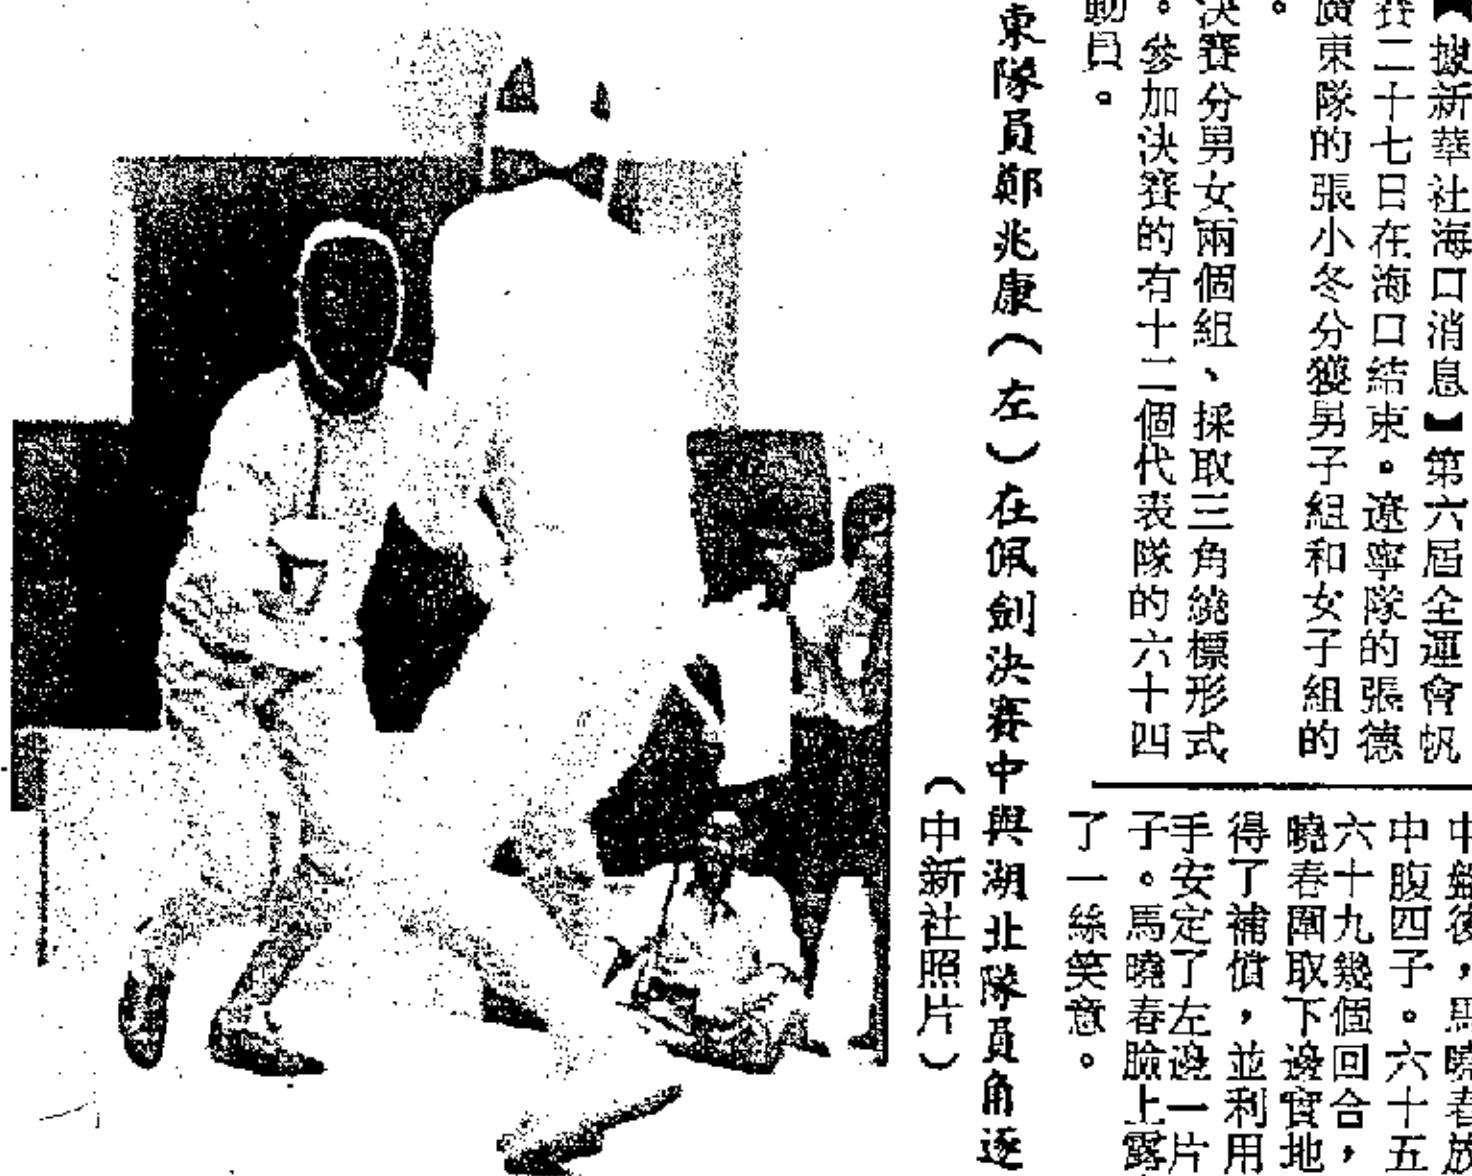 【據新華社海口消息】第六屆全運會帆
賽二十七日在海口結束。遼寧隊的張德
廣東隊的張小冬分獲男子組和女子組的
。
決賽分男女兩個組、採取三角繞標形式
。參加決賽的有十二個代表隊的六十四
動員。
中盤後，馬曉春放
中腹四子。六十五
六十九幾個回合，
曉春圍取下邊實地
得了補償，並利用
手安定了左邊一片
子。馬曉春臉上露
了一絲笑意。
東隊員鄭兆康（左）在佩劍決賽中與湖北隊員角逐
（中新社照片）